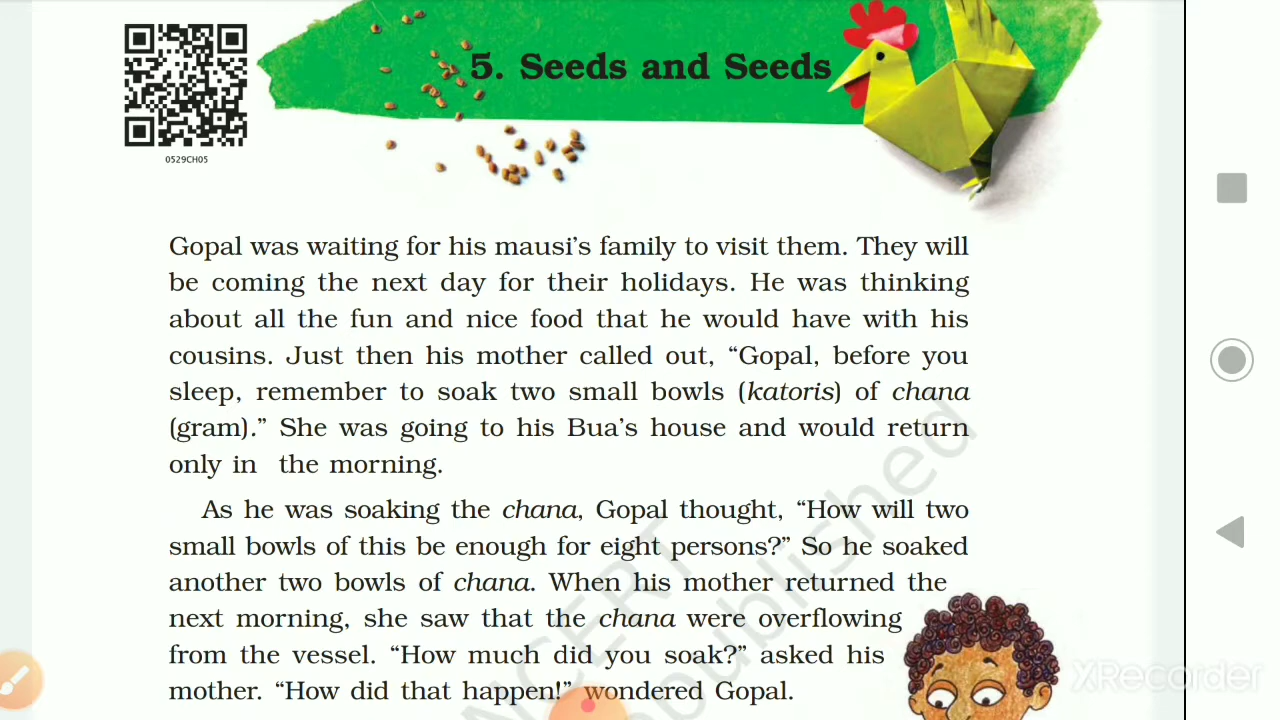 5. Seeds and Seeds
0529CH05
Gopal was waiting for his mausi’s family to visit them. They will
be coming the next day for their holidays. He was thinking
about all the fun and nice food that he would have with his
cousins. Just then his mother called out, “Gopal, before you
sleep, remember to soak two small bowls (katoris) of chana
(gram).” She was going to his Bua’s house and would return
only in the morning.
As he was soaking the chana, Gopal thought, “How will two
small bowls of this be enough for eight persons?” So he soaked
another two bowls of chana. When his mother returned the
next morning, she saw that the chana were overflowing
from the vessel. “How much did you soak?” asked his
mother. “How did that happen!” wondered Gopal.
XRecorder